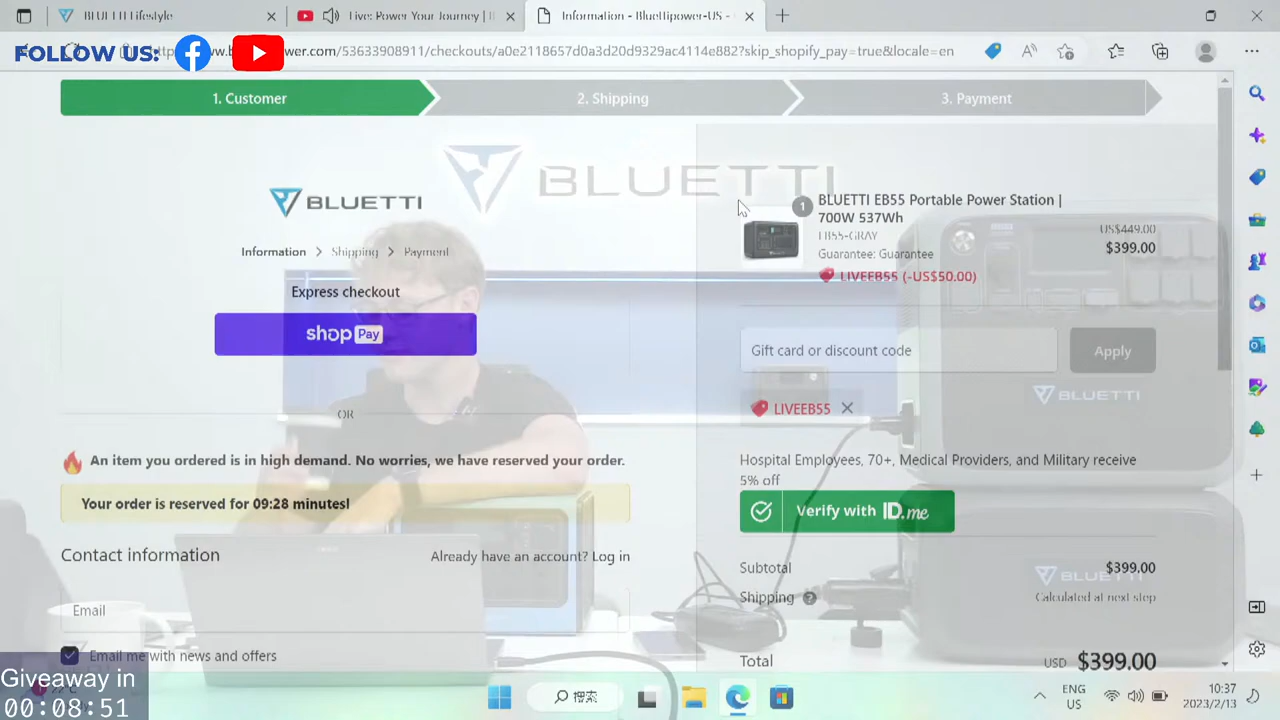 BLUETTI Lifestyle
Live: Power Your Journey |
Information - Bluettipower-US -
FOLLOW US:
power.com/53633908911/checkouts/a0e2118657d0a3d20d9329ac4114e882?skip_shopify_pay=true&locale=en
1. Customer
2. Shipping
3. Payment
BLUETTI
BLUETTI
Information > Shipping > Payment
Express checkout
shop Pay
OR
An item you ordered is in high demand. No worries, we have reserved your order.
Your order is reserved for 09:28 minutes!
Contact information
Already have an account? Log in
Email
Email me with news and offers
1
BLUETTI EB55 Portable Power Station |
700W 537Wh
EB55-GRAY
Guarantee: Guarantee
LIVEEB55 (-US$50.00)
US$449.00
$399.00
Gift card or discount code
Apply
LIVEEB55
BLUETTI
Hospital Employees, 70+, Medical Providers, and Military receive
5% off
Verify with ID.me
Subtotal
$399.00
BLUETTI
Shipping
Calculated at next step
Total
USD $399.00
Giveaway in
00:08:51
搜索
ENG
US
10:37
2023/2/13